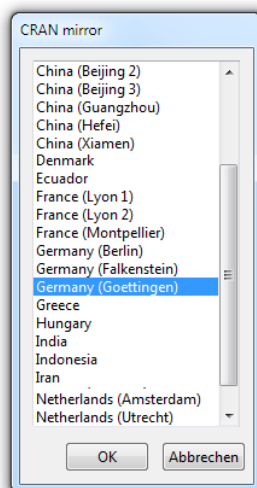 CRAN mirror
China (Beijing 2)
China (Beijing 3)
China (Guangzhou)
China (Hefei)
China (Xiamen)
Denmark
Ecuador
France (Lyon 1)
France (Lyon 2)
France (Montpellier)
Germany (Berlin)
Germany (Falkenstein)
Germany (Goettingen)
Greece
Hungary
India
Indonesia
Iran
Netherlands (Amsterdam)
Netherlands (Utrecht)
OK
Abbrechen